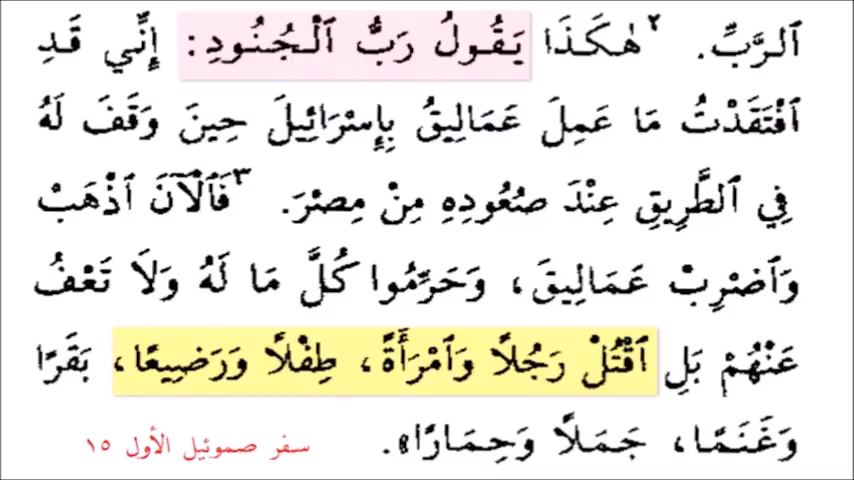 ٱلرَّبِّ. ٢هٰكَذَا يَقُولُ رَبُّ ٱلْجُنُودِ: إِنِّي قَدِ
ٱفْتَقَدْتُ مَا عَمِلَ عَمَالِيقُ بِإِسْرَائِيلَ حِينَ وَقَفَ لَهُ
فِي ٱلطَّرِيقِ عِنْدَ صُعُودِهِ مِنْ مِصْرَ. ٣فَٱلْآنَ ٱذْهَبْ
وَٱضْرِبْ عَمَالِيقَ، وَحَرِّمُوا كُلَّ مَا لَهُ وَلَا تَعْفُ
عَنْهُمْ بَلِ ٱقْتُلْ رَجُلًا وَٱمْرَأَةً، طِفْلًا وَرَضِيعًا، بَقَرًا
وَغَنَمًا، جَمَلًا وَحِمَارًا».
سفر صموئيل الأول ١٥